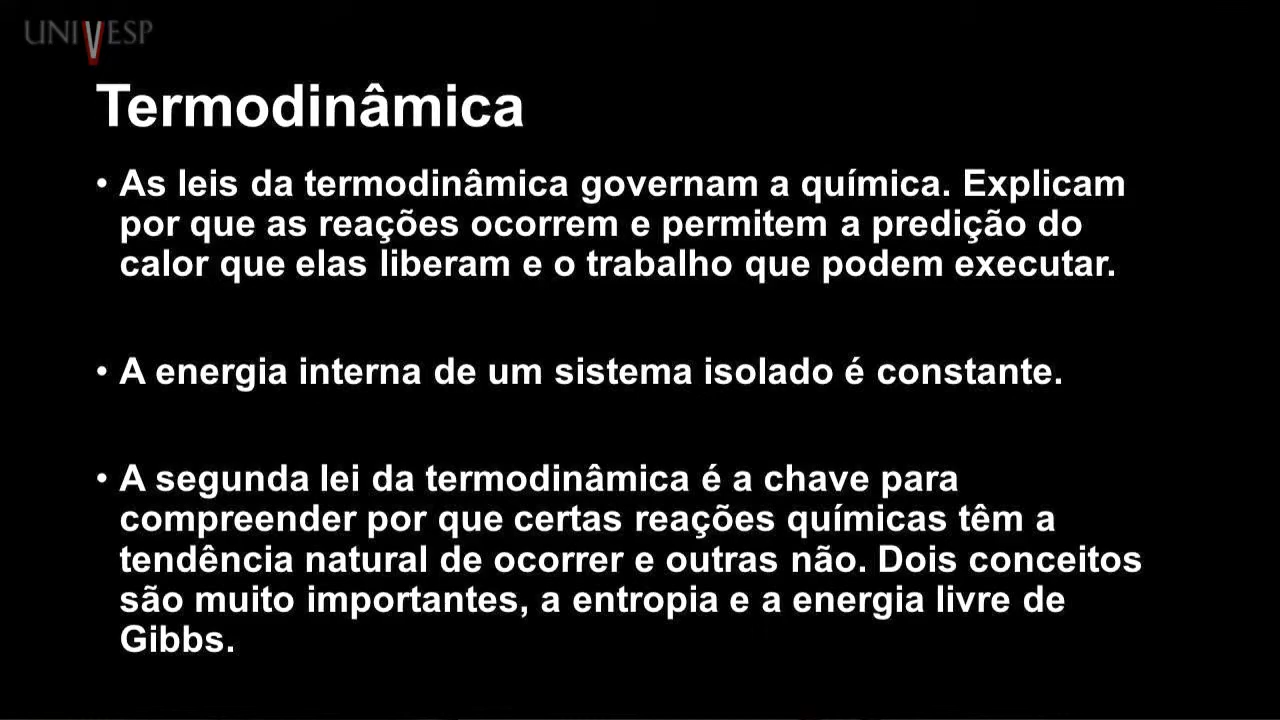 UNIVESP
Termodinâmica
• As leis da termodinâmica governam a química. Explicam
por que as reações ocorrem e permitem a predição do
calor que elas liberam e o trabalho que podem executar.
• A energia interna de um sistema isolado é constante.
• A segunda lei da termodinâmica é a chave para
compreender por que certas reações químicas têm a
tendência natural de ocorrer e outras não. Dois conceitos
são muito importantes, a entropia e a energia livre de
Gibbs.